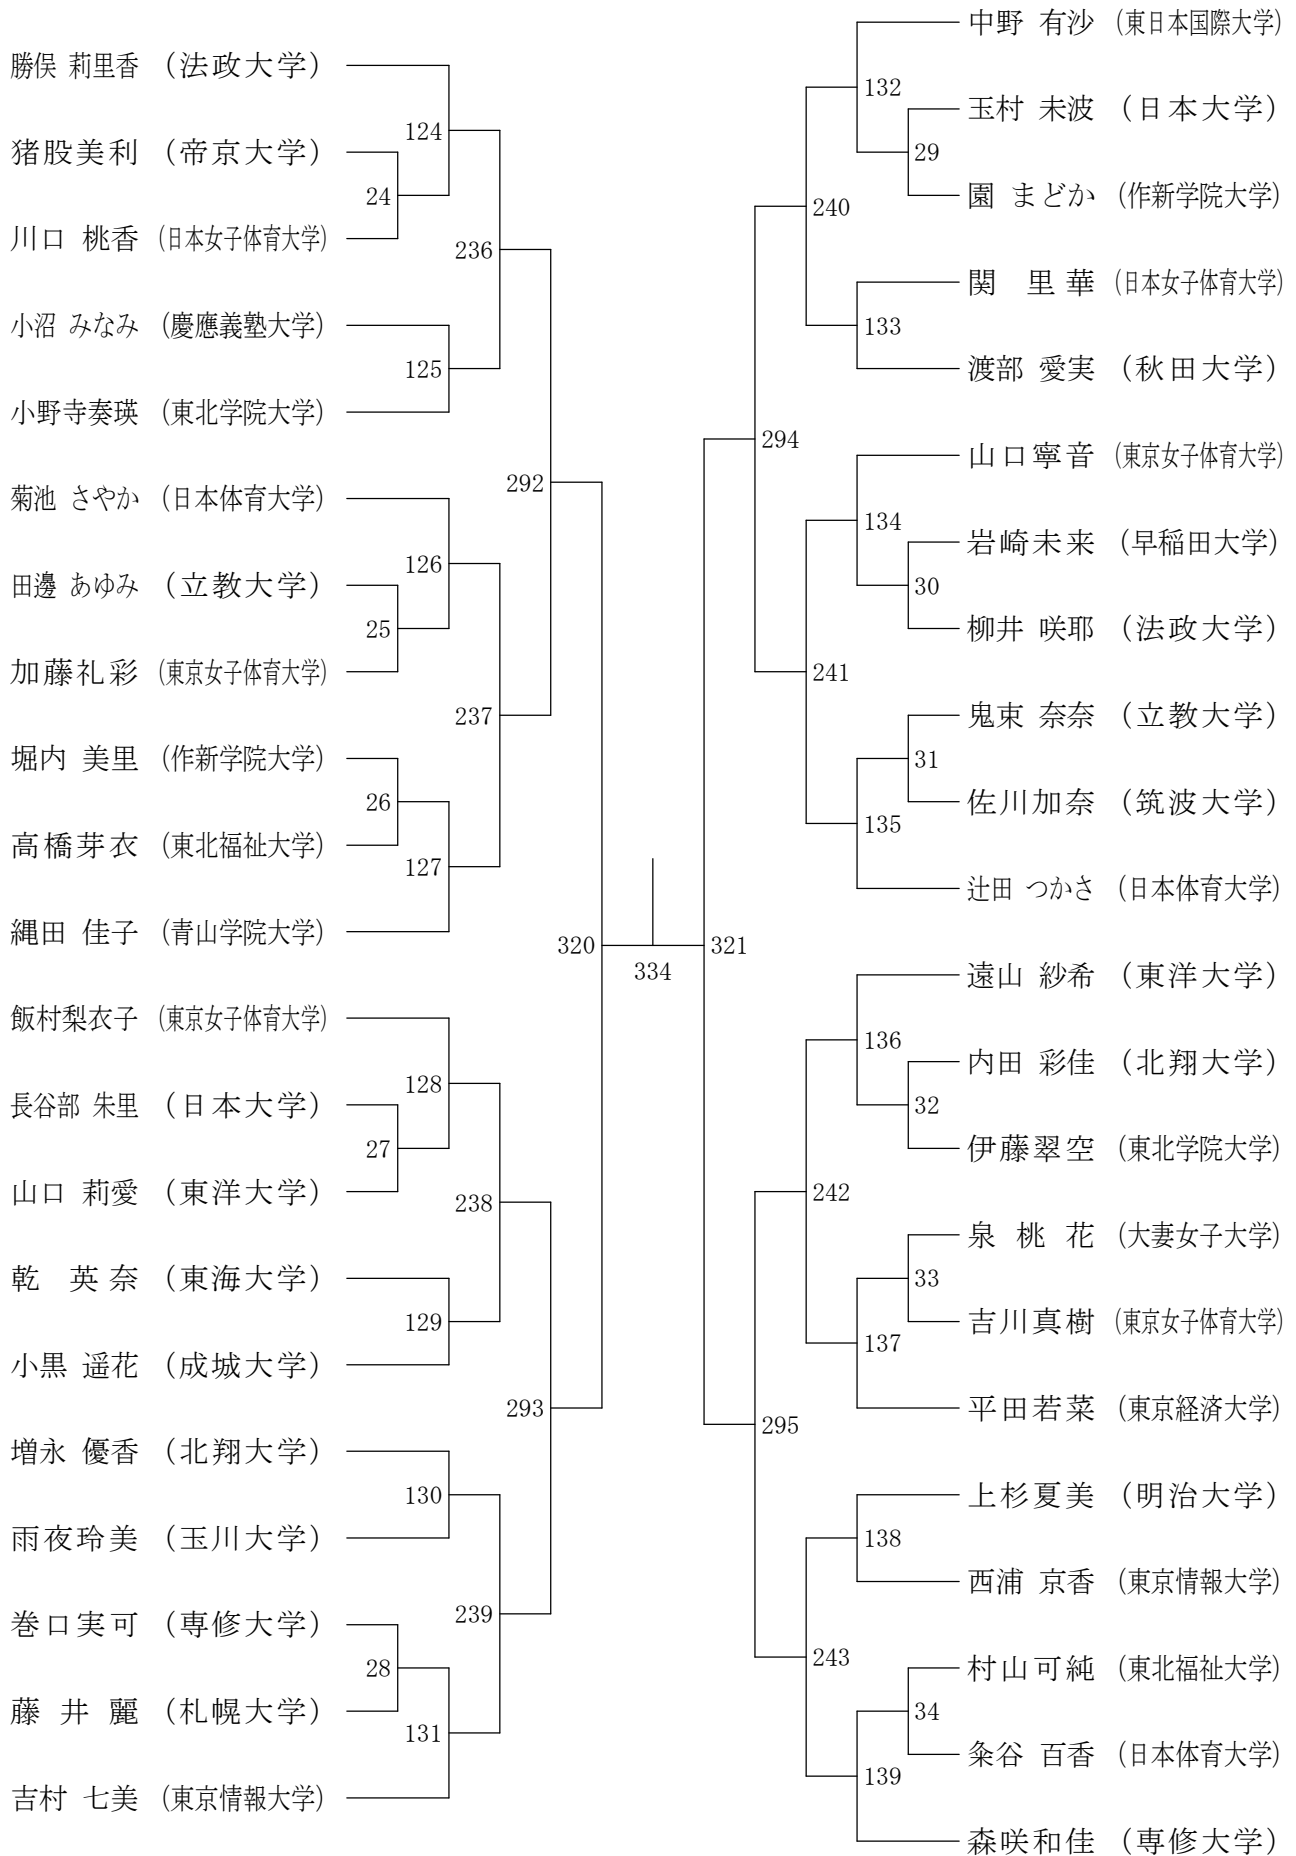 勝俣 莉里香 （法政大学）
124
猪股美利 （帝京大学）
24
川口 桃香 （日本女子体育大学）
236
小沼 みなみ （慶應義塾大学）
125
小野寺奏瑛 （東北学院大学）
292
菊池 さやか （日本体育大学）
126
田邊 あゆみ （立教大学）
25
加藤礼彩 （東京女子体育大学）
237
堀内 美里 （作新学院大学）
26
高橋芽衣 （東北福祉大学）
127
縄田 佳子 （青山学院大学）
320
飯村梨衣子 （東京女子体育大学）
128
長谷部 朱里 （日本大学）
27
山口 莉愛 （東洋大学）
238
乾 英奈 （東海大学）
129
小黒 遥花 （成城大学）
293
増永 優香 （北翔大学）
130
雨夜玲美 （玉川大学）
239
巻口実可 （専修大学）
28
藤井麗 （札幌大学）
131
吉村 七美 （東京情報大学）
334
中野 有沙 （東日本国際大学）
132
玉村 未波 （日本大学）
29
園 まどか （作新学院大学）
240
関 里華 （日本女子体育大学）
133
渡部 愛実 （秋田大学）
294
山口寧音 （東京女子体育大学）
134
岩崎未来 （早稲田大学）
30
柳井 咲耶 （法政大学）
241
鬼束 奈奈 （立教大学）
31
佐川加奈 （筑波大学）
135
辻田 つかさ （日本体育大学）
321
遠山 紗希 （東洋大学）
136
内田 彩佳 （北翔大学）
32
伊藤翠空 （東北学院大学）
242
泉桃花 （大妻女子大学）
33
吉川真樹 （東京女子体育大学）
137
平田若菜 （東京経済大学）
295
上杉夏美 （明治大学）
138
西浦 京香 （東京情報大学）
243
村山可純 （東北福祉大学）
34
粂谷 百香 （日本体育大学）
139
森咲和佳 （専修大学）